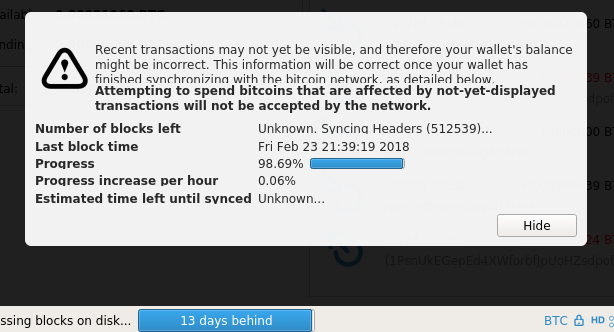 Recent transactions may not yet be visible, and therefore your wallet's balance
might be incorrect. This information will be correct once your wallet has
finished synchronizing with the bitcoin network, as detailed below.
Attempting to spend bitcoins that are affected by not-yet-displayed
transactions will not be accepted by the network.
Number of blocks left Unknown. Syncing Headers (512539)...
Last block time Fri Feb 23 21:39:19 2018
Progress 98.69%
Progress increase per hour 0.06%
Estimated time left until synced Unknown...
Hide
ssing blocks on disk... 13 days behind BTC HD